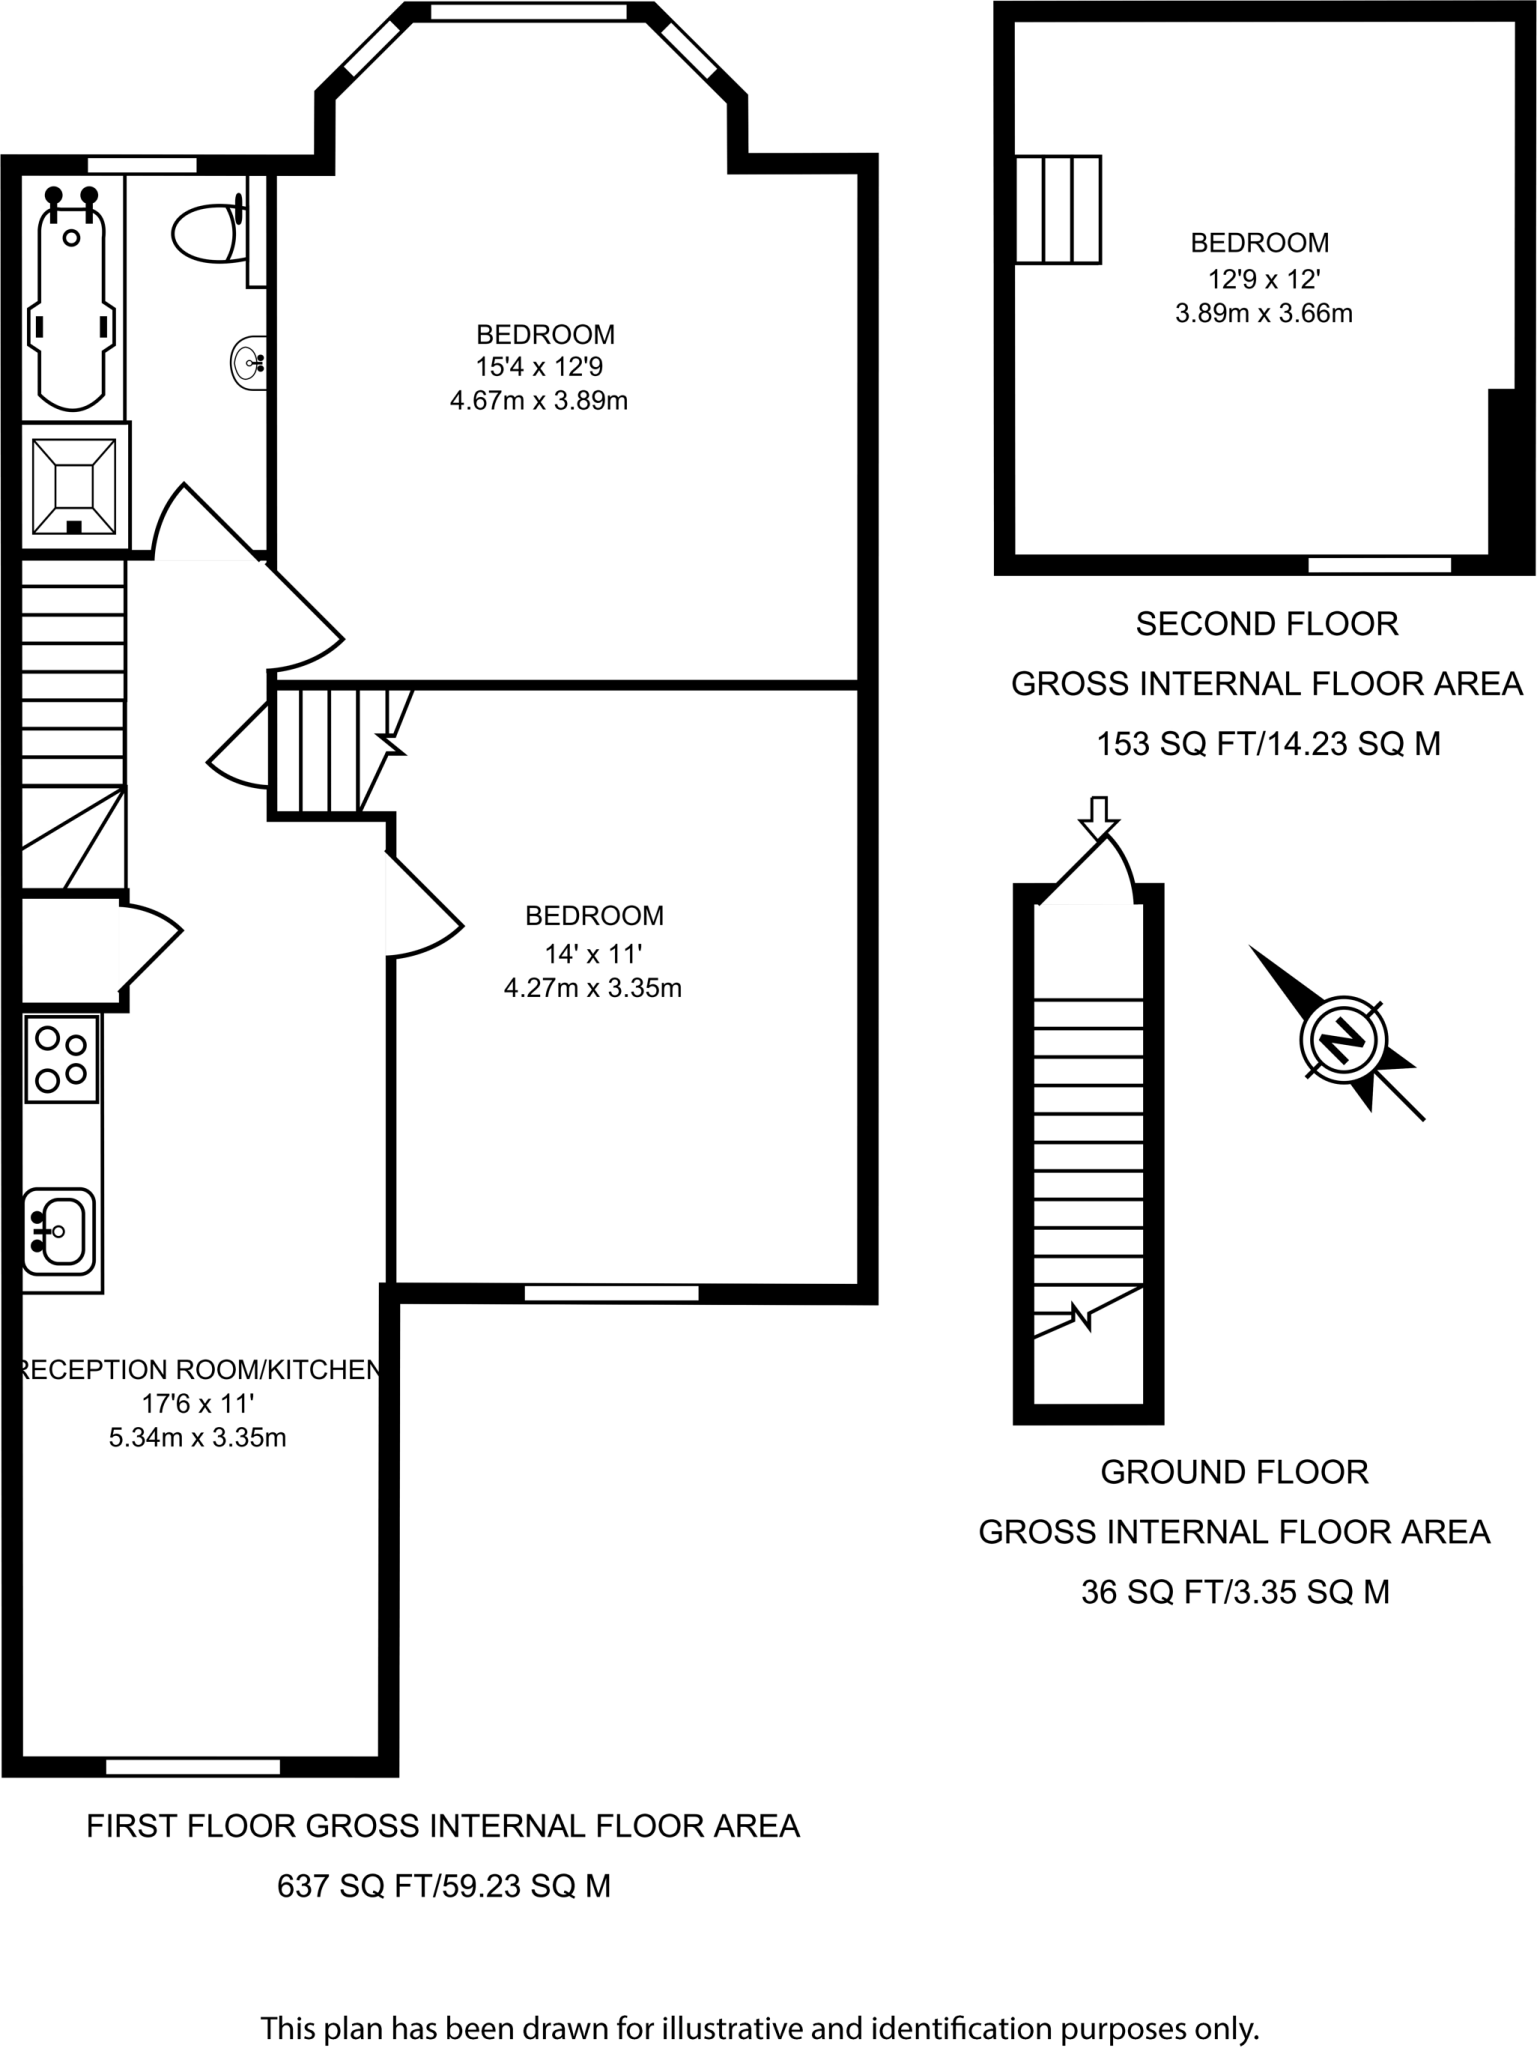 BEDROOM
15'4 x 12'9
4.67m x 3.89m
BEDROOM
12'9 x 12'
3.89m x 3.66m
SECOND FLOOR
GROSS INTERNAL FLOOR AREA
153 SQ FT/14.23 SQ M
BEDROOM
14' x 11'
4.27m x 3.35m
N
RECEPTION ROOM/KITCHEN
17'6 x 11'
5.34m x 3.35m
GROUND FLOOR
GROSS INTERNAL FLOOR AREA
36 SQ FT/3.35 SQ M
FIRST FLOOR GROSS INTERNAL FLOOR AREA
637 SQ FT/59.23 SQ M
This plan has been drawn for illustrative and identification purposes only.